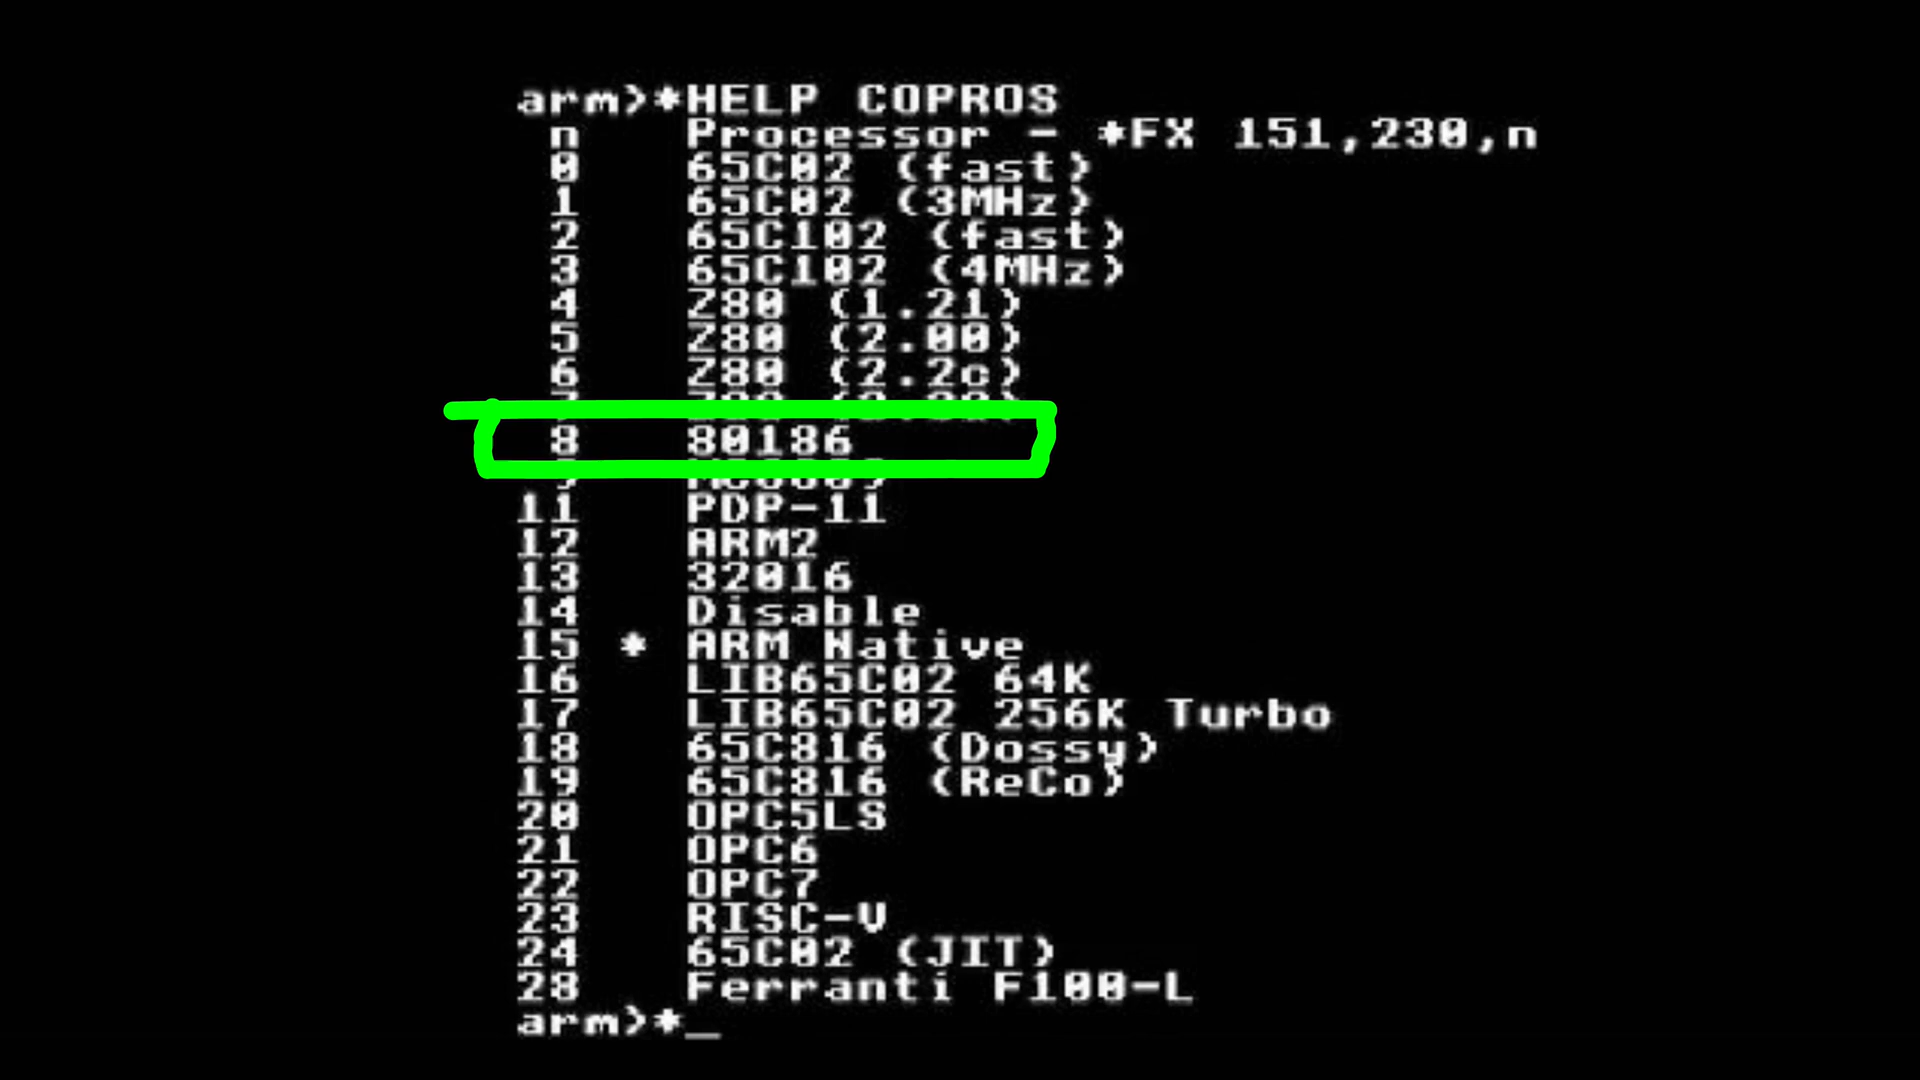 arm>*HELP COPROS
n Processor - *FX 151,230,n
0 65C02 (fast)
1 65C02 (3MHz)
2 65C102 (fast)
3 65C102 (4MHz)
4 Z80 (1.21)
5 Z80 (2.00)
6 Z80 (2.2c)
8 80186
11 PDP-11
12 ARM2
13 32016
14 Disable
15 * ARM Native
16 LIB65C02 64K
17 LIB65C02 256K Turbo
18 65C816 (Dossy)
19 65C816 (ReCo)
20 OPC5LS
21 OPC6
22 OPC7
23 RISC-V
24 65C02 (JIT)
28 Ferranti F100-L
arm>*_